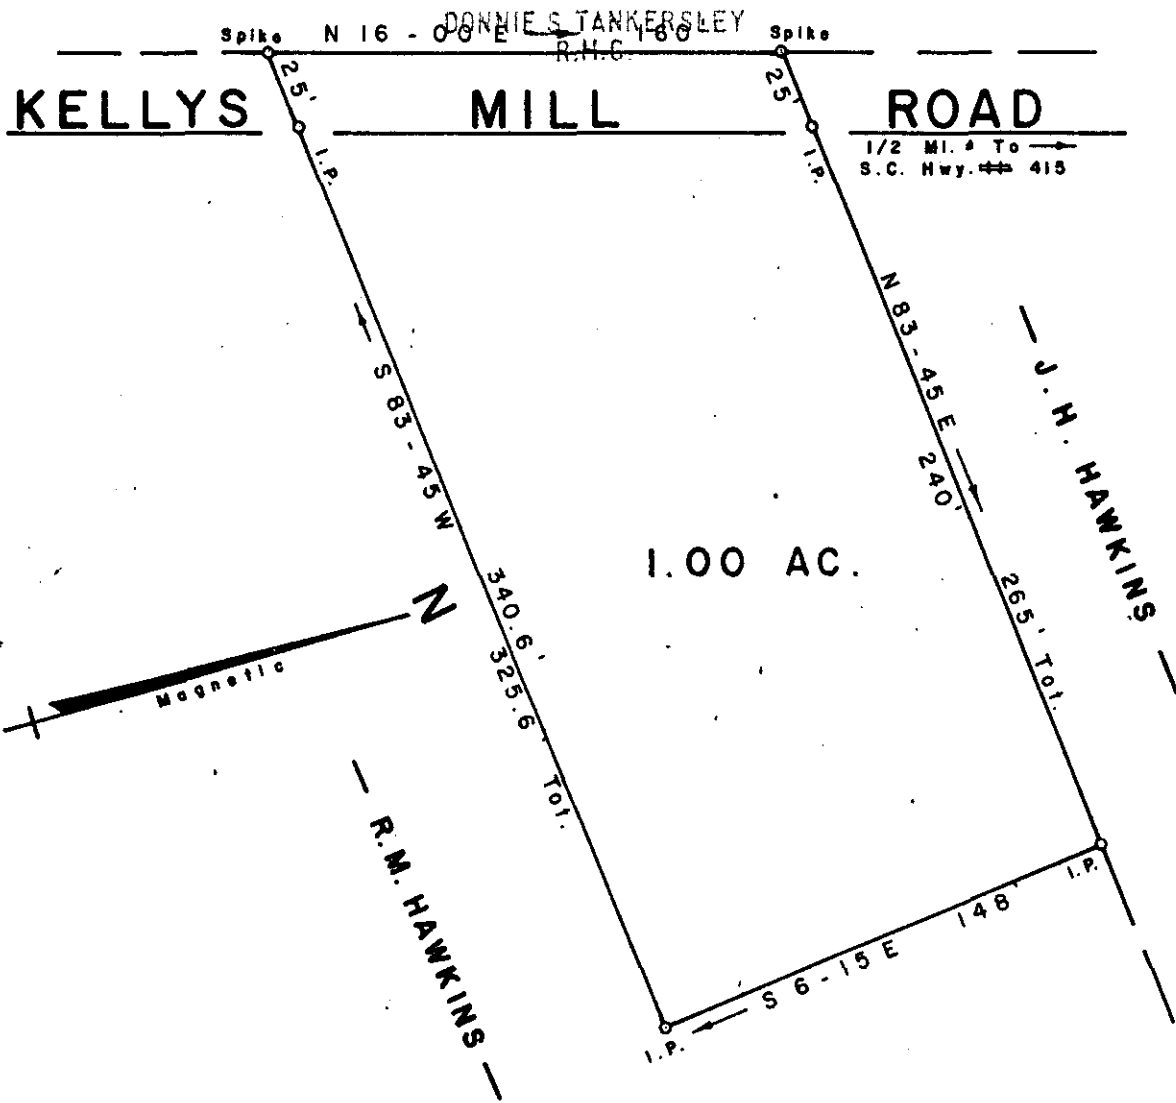 DONNIE S. TANKERSLEY
R.M.C.
Spike N 16 - 00 E 160 Spike
25'
25'
KELLYS MILL ROAD
I.P.
I.P.
1/2 MI. ± To
S.C. Hwy. # 415
N 83 - 45 E 240'
265' Tot.
S 83 - 45 W 340.6'
325.6' Tot.
J. H. HAWKINS
1.00 AC.
N
Magnetic
R. M. HAWKINS
I.P.
S 6 - 15 E 148'
I.P.